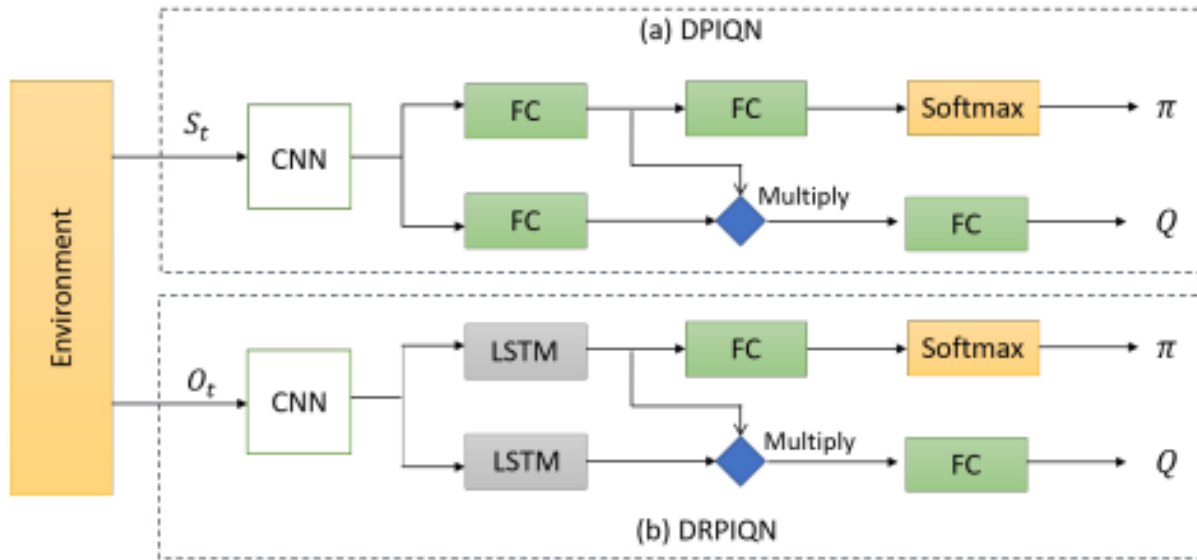 (a) DPIQN
Environment
S_t
CNN
FC
FC
Softmax
π
FC
Multiply
FC
Q
O_t
CNN
LSTM
FC
Softmax
π
LSTM
Multiply
FC
Q
(b) DRPIQN